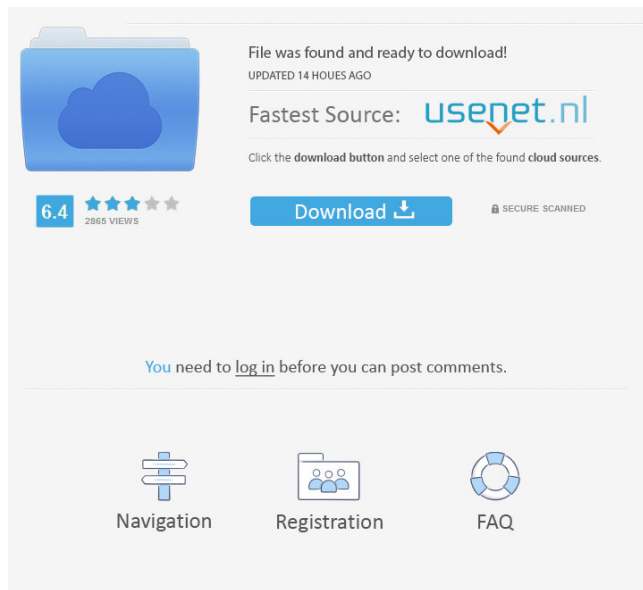 File was found and ready to download!
UPDATED 14 HOUES AGO
Fastest Source: usenet.nl
Click the download button and select one of the found cloud sources.
6.4
2865 VIEWS
Download
SECURE SCANNED
You need to log in before you can post comments.
Navigation
Registration
FAQ